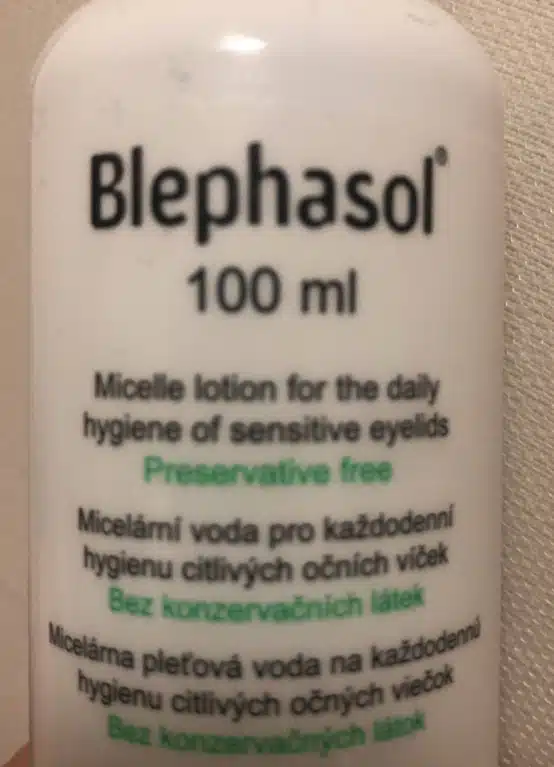 Blephasol®
100 ml
Micelle lotion for the daily
hygiene of sensitive eyelids
Preservative free
Micelární voda pro každodenní
hygienu citlivých očních víček
Bez konzervačních látek
Micelárna pleťová voda na každodennú
hygienu citlivých očných viečok
Bez konzervačných látok